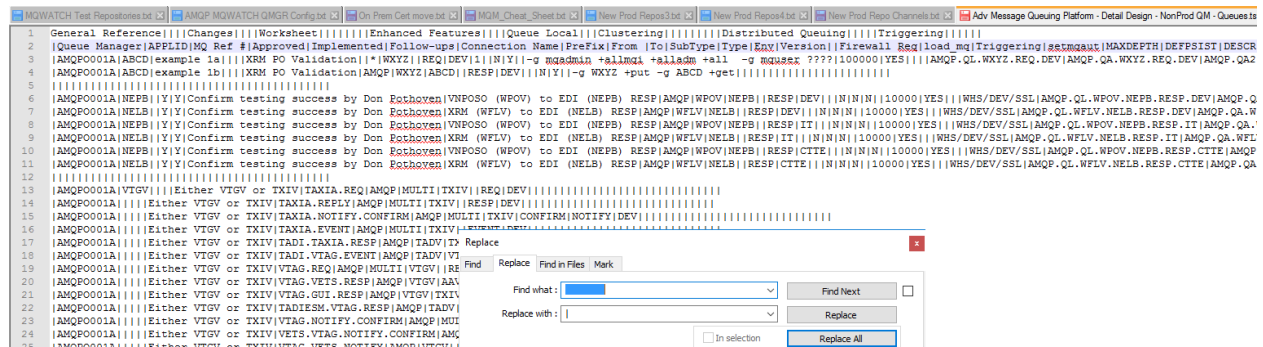 MQWATCH Test Repostories.txt AMQP MQWATCH QMGR Config.txt On Prem Cert move.txt MQM_Cheat_Sheet.txt New Prod Repos3.txt New Prod Repos4.txt New Prod Repo Channels.txt Adv Message Queuing Platform - Detail Design - NonProd QM - Queues.ts
1 General Reference||||Changes||||Worksheet||||||||Enhanced Features||||Queue Local|||Clustering|||||||||Distributed Queuing|||||Triggering||||||
2 |Queue Manager|APPLID|MQ Ref #|Approved|Implemented|Follow-ups|Connection Name|PreFix|From |To|SubType|Type|Env|Version||Firewall Req|load_mq|Triggering|setmqaut|MAXDEPTH|DEFPSIST|DESCR
3 |AMQPO001A|ABCD|example 1a||||XRM PO Validation||*|WXYZ||REQ|DEV|1||N|Y||-g mqadmin +allmqi +alladm +all -g mquser ????|100000|YES||||AMQP.QL.WXYZ.REQ.DEV|AMQP.QA.WXYZ.REQ.DEV|AMQP.QA2
4 |AMQPO001A|ABCD|example 1b||||XRM PO Validation|AMQP|WXYZ|ABCD||RESP|DEV|||N|Y||-g WXYZ +put -g ABCD +get||||||||||||||||||||||
5 |||||||||||||||||||||||||||||||||||||||||
6 |AMQPO001A|NEPB||Y|Y|Confirm testing success by Don Pothoven|VNPOSO (WPOV) to EDI (NEPB) RESP|AMQP|WPOV|NEPB||RESP|DEV|||N|N|N||10000|YES|||WHS/DEV/SSL|AMQP.QL.WPOV.NEPB.RESP.DEV|AMQP.Q
7 |AMQPO001A|NELB||Y|Y|Confirm testing success by Don Pothoven|XRM (WFLV) to EDI (NELB) RESP|AMQP|WFLV|NELB||RESP|DEV|||N|N|N||10000|YES|||WHS/DEV/SSL|AMQP.QL.WFLV.NELB.RESP.DEV|AMQP.QA.W
8 |AMQPO001A|NEPB||Y|Y|Confirm testing success by Don Pothoven|VNPOSO (WPOV) to EDI (NEPB) RESP|AMQP|WPOV|NEPB||RESP|IT|||N|N|N||10000|YES|||WHS/DEV/SSL|AMQP.QL.WPOV.NEPB.RESP.IT|AMQP.QA.
9 |AMQPO001A|NELB||Y|Y|Confirm testing success by Don Pothoven|XRM (WFLV) to EDI (NELB) RESP|AMQP|WFLV|NELB||RESP|IT|||N|N|N||10000|YES|||WHS/DEV/SSL|AMQP.QL.WFLV.NELB.RESP.IT|AMQP.QA.WFL
10 |AMQPO001A|NEPB||Y|Y|Confirm testing success by Don Pothoven|VNPOSO (WPOV) to EDI (NEPB) RESP|AMQP|WPOV|NEPB||RESP|CTTE|||N|N|N||10000|YES|||WHS/DEV/SSL|AMQP.QL.WPOV.NEPB.RESP.CTTE|AMQP
11 |AMQPO001A|NELB||Y|Y|Confirm testing success by Don Pothoven|XRM (WFLV) to EDI (NELB) RESP|AMQP|WFLV|NELB||RESP|CTTE|||N|N|N||10000|YES|||WHS/DEV/SSL|AMQP.QL.WFLV.NELB.RESP.CTTE|AMQP.QA
12 |||||||||||||||||||||||||||||||||||||||||
13 |AMQPO001A|VTGV||||Either VTGV or TXIV|TAXIA.REQ|AMQP|MULTI|TXIV||REQ|DEV||||||||||||||||||||||||||||
14 |AMQPO001A|||||Either VTGV or TXIV|TAXIA.REPLY|AMQP|MULTI|TXIV||RESP|DEV||||||||||||||||||||||||||||
15 |AMQPO001A|||||Either VTGV or TXIV|TAXIA.NOTIFY.CONFIRM|AMQP|MULTI|TXIV|CONFIRM|NOTIFY|DEV||||||||||||||||||||||||||||
16 |AMQPO001A|||||Either VTGV or TXIV|TAXIA.EVENT|AMQP|MULTI|TXIV||EVENT|DEV||||||||||||||||||||||||||||
17 |AMQPO001A|||||Either VTGV or TXIV|TADI.TAXIA.RESP|AMQP|TADV|TX
18 |AMQPO001A|||||Either VTGV or TXIV|TADI.VTAG.EVENT|AMQP|TADV|VT
19 |AMQPO001A|||||Either VTGV or TXIV|VTAG.REQ|AMQP|MULTI|VTGV||RE
20 |AMQPO001A|||||Either VTGV or TXIV|VTAG.VETS.RESP|AMQP|VTGV|AAV
21 |AMQPO001A|||||Either VTGV or TXIV|VTAG.GUI.RESP|AMQP|VTGV|TXIV
22 |AMQPO001A|||||Either VTGV or TXIV|TADIESM.VTAG.RESP|AMQP|TADV|
23 |AMQPO001A|||||Either VTGV or TXIV|VTAG.NOTIFY.CONFIRM|AMQP|MUI
24 |AMQPO001A|||||Either VTGV or TXIV|VETS.VTAG.NOTIFY.CONFIRM|AMQ
25 |AMQPO001A|||||Either VTGV or TXIV|VTAG.VETS.NOTIFY|AMQP|VTGV|
Replace
Find Replace Find in Files Mark
Find what : Find Next
Replace with : | Replace
In selection Replace All